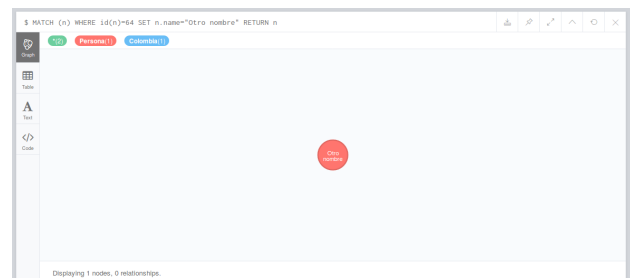 $ MATCH (n) WHERE id(n)=64 SET n.name="Otro nombre" RETURN n
*(2) Persona(1) Colombia(1)
Graph
Table
A
Text
</>
Code
Otro
nombre
Displaying 1 nodes, 0 relationships.